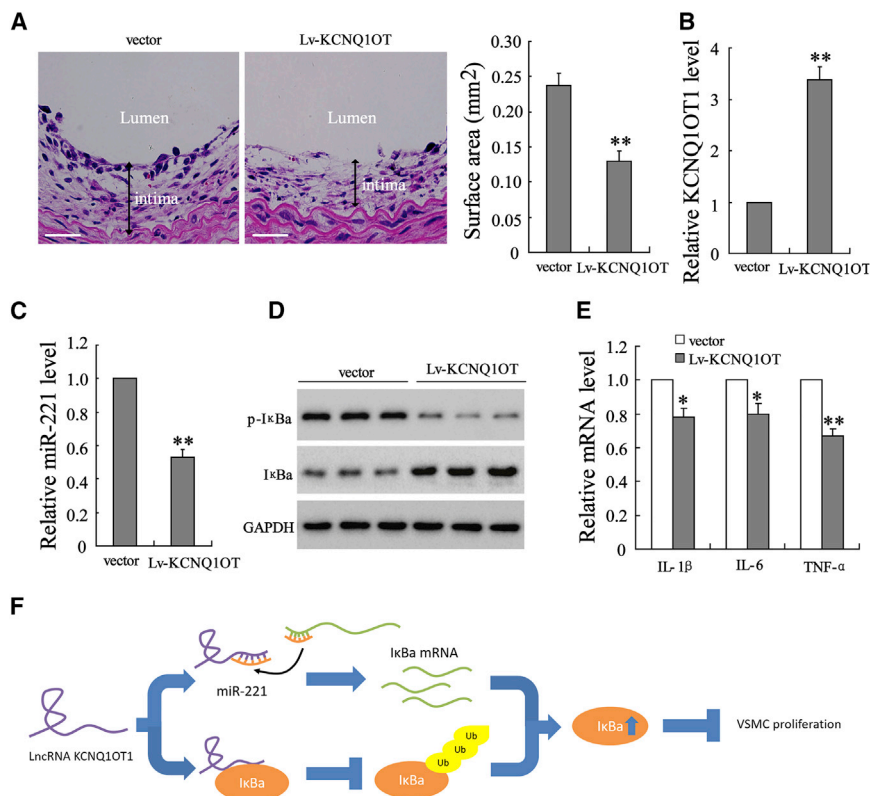 A
vector
Lv-KCNQ1OT
Lumen
Lumen
intima
intima
Surface area (mm2)
0.30
0.25
0.20
0.15
0.10
0.05
0
**
vector
Lv-KCNQ1OT
B
Relative KCNQ1OT1 level
4
3
2
1
0
**
vector
Lv-KCNQ1OT
C
Relative miR-221 level
1.2
1.0
0.8
0.6
0.4
0.2
0
**
vector
Lv-KCNQ1OT
D
vector
Lv-KCNQ1OT
p-IκBa
IκBa
GAPDH
E
vector
Lv-KCNQ1OT
Relative mRNA level
1.2
1.0
0.8
0.6
0.4
0.2
0
*
*
**
IL-1β
IL-6
TNF-α
F
LncRNA KCNQ1OT1
miR-221
IκBa mRNA
IκBa
IκBa
Ub
Ub
Ub
IκBa
VSMC proliferation